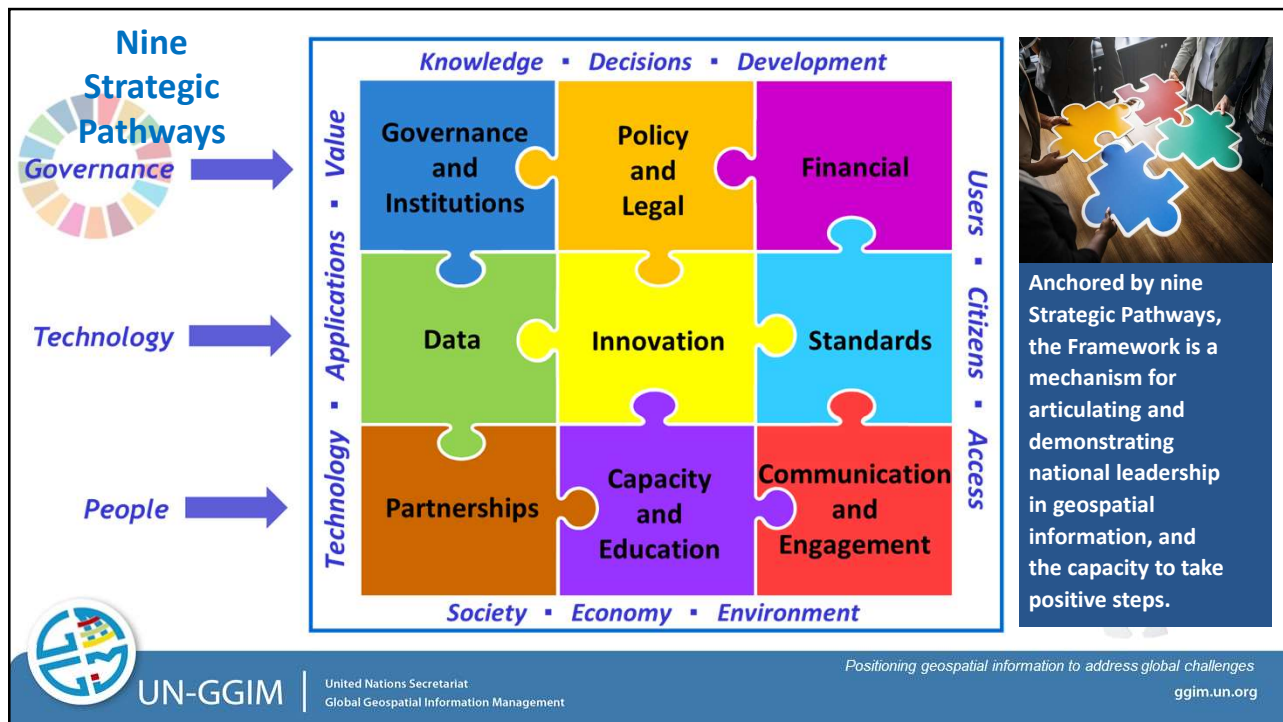 Nine
Strategic
Pathways
Governance
Technology
People
Knowledge ▪ Decisions ▪ Development
Technology ▪ Applications ▪ Value
Governance
and
Institutions
Policy
and
Legal
Financial
Data
Innovation
Standards
Partnerships
Capacity
and
Education
Communication
and
Engagement
Users ▪ Citizens ▪ Access
Society ▪ Economy ▪ Environment
Anchored by nine
Strategic Pathways,
the Framework is a
mechanism for
articulating and
demonstrating
national leadership
in geospatial
information, and
the capacity to take
positive steps.
UN-GGIM
United Nations Secretariat
Global Geospatial Information Management
Positioning geospatial information to address global challenges
ggim.un.org